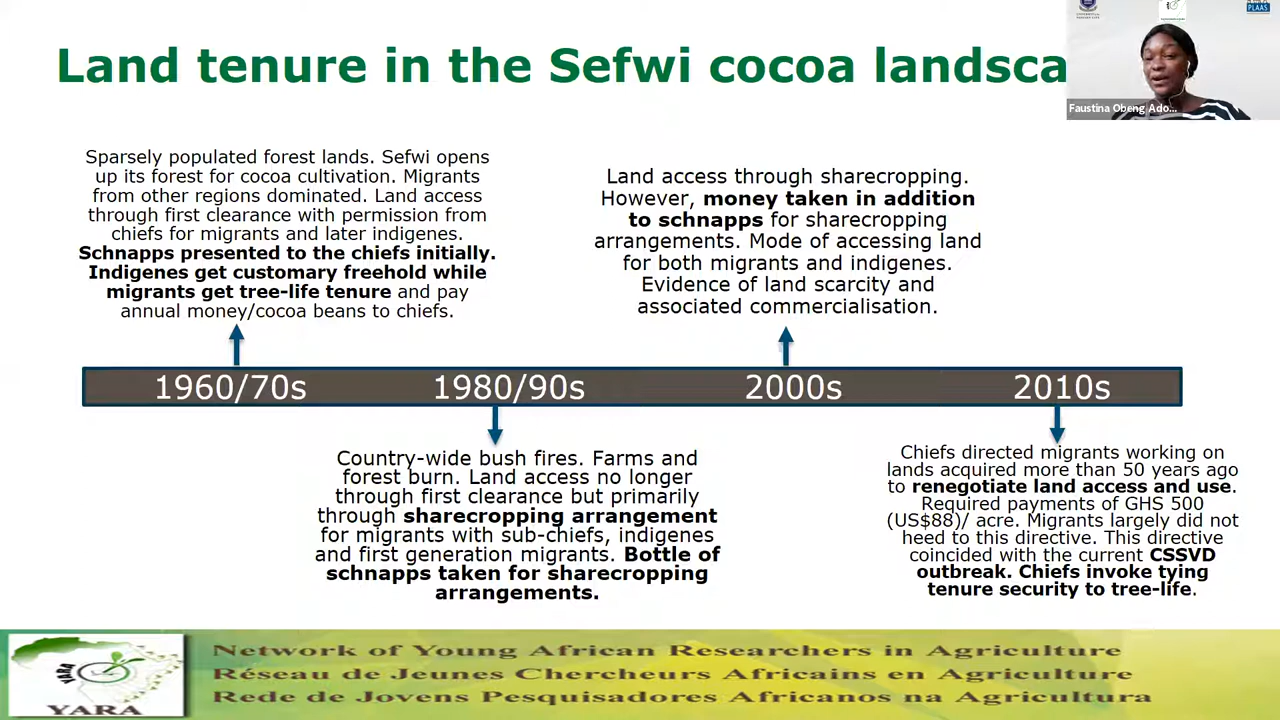 Land tenure in the Sefwi cocoa landsca
PLAAS
Faustina Obeng Ado...
Sparsely populated forest lands. Sefwi opens
up its forest for cocoa cultivation. Migrants
from other regions dominated. Land access
through first clearance with permission from
chiefs for migrants and later indigenes.
Schnapps presented to the chiefs initially.
Indigenes get customary freehold while
migrants get tree-life tenure and pay
annual money/cocoa beans to chiefs.
Land access through sharecropping.
However, money taken in addition
to schnapps for sharecropping
arrangements. Mode of accessing land
for both migrants and indigenes.
Evidence of land scarcity and
associated commercialisation.
1960/70s 1980/90s 2000s 2010s
Country-wide bush fires. Farms and
forest burn. Land access no longer
through first clearance but primarily
through sharecropping arrangement
for migrants with sub-chiefs, indigenes
and first generation migrants. Bottle of
schnapps taken for sharecropping
arrangements.
Chiefs directed migrants working on
lands acquired more than 50 years ago
to renegotiate land access and use.
Required payments of GHS 500
(US$88)/ acre. Migrants largely did not
heed to this directive. This directive
coincided with the current CSSVD
outbreak. Chiefs invoke tying
tenure security to tree-life.
YARA
YARA
Network of Young African Researchers in Agriculture
Réseau de Jeunes Chercheurs Africains en Agriculture
Rede de Jovens Pesquisadores Africanos na Agricultura